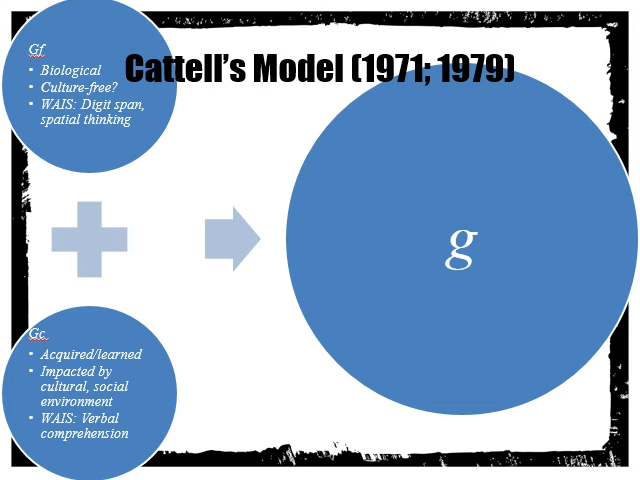 Cattell’s Model (1971; 1979)
Gf
• Biological
• Culture-free?
• WAIS: Digit span,
spatial thinking
g
Gc
• Acquired/learned
• Impacted by
cultural, social
environment
• WAIS: Verbal
comprehension